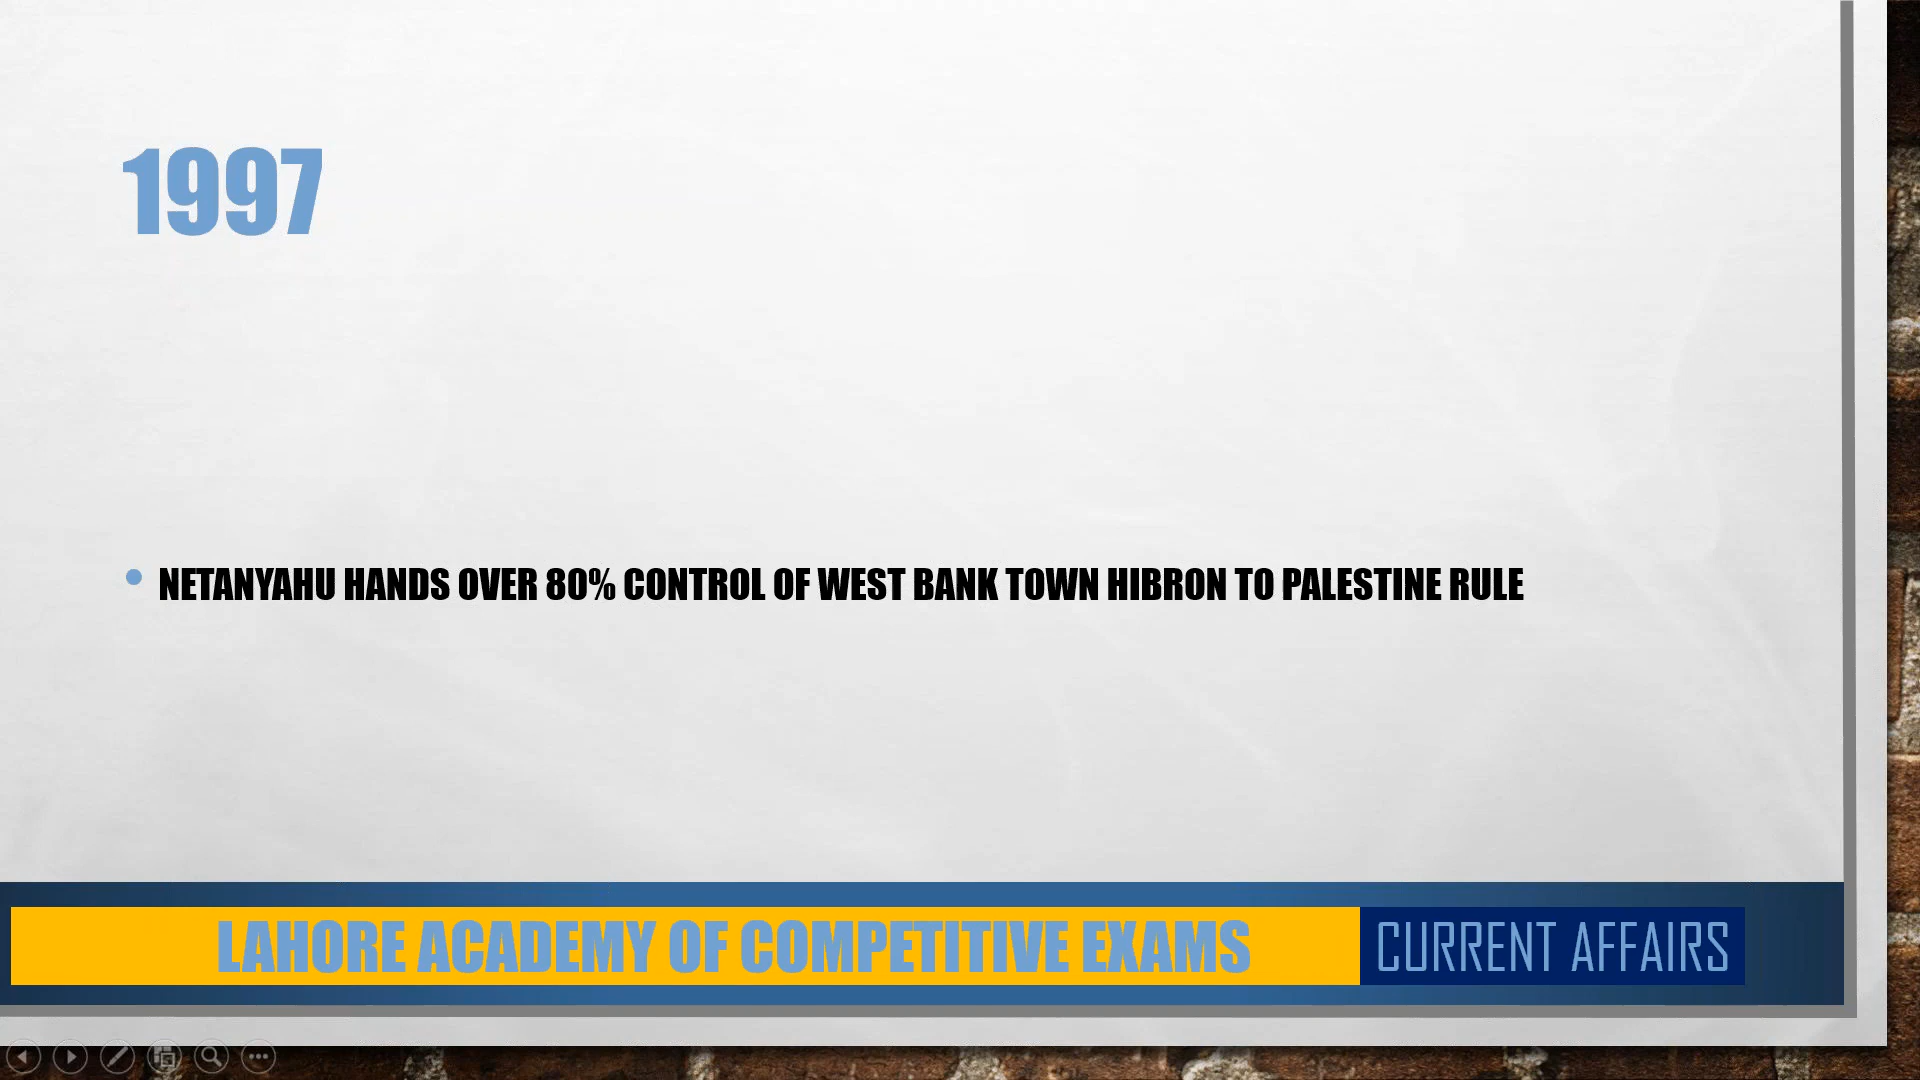 1997
NETANYAHU HANDS OVER 80% CONTROL OF WEST BANK TOWN HIBRON TO PALESTINE RULE
LAHORE ACADEMY OF COMPETITIVE EXAMS
CURRENT AFFAIRS